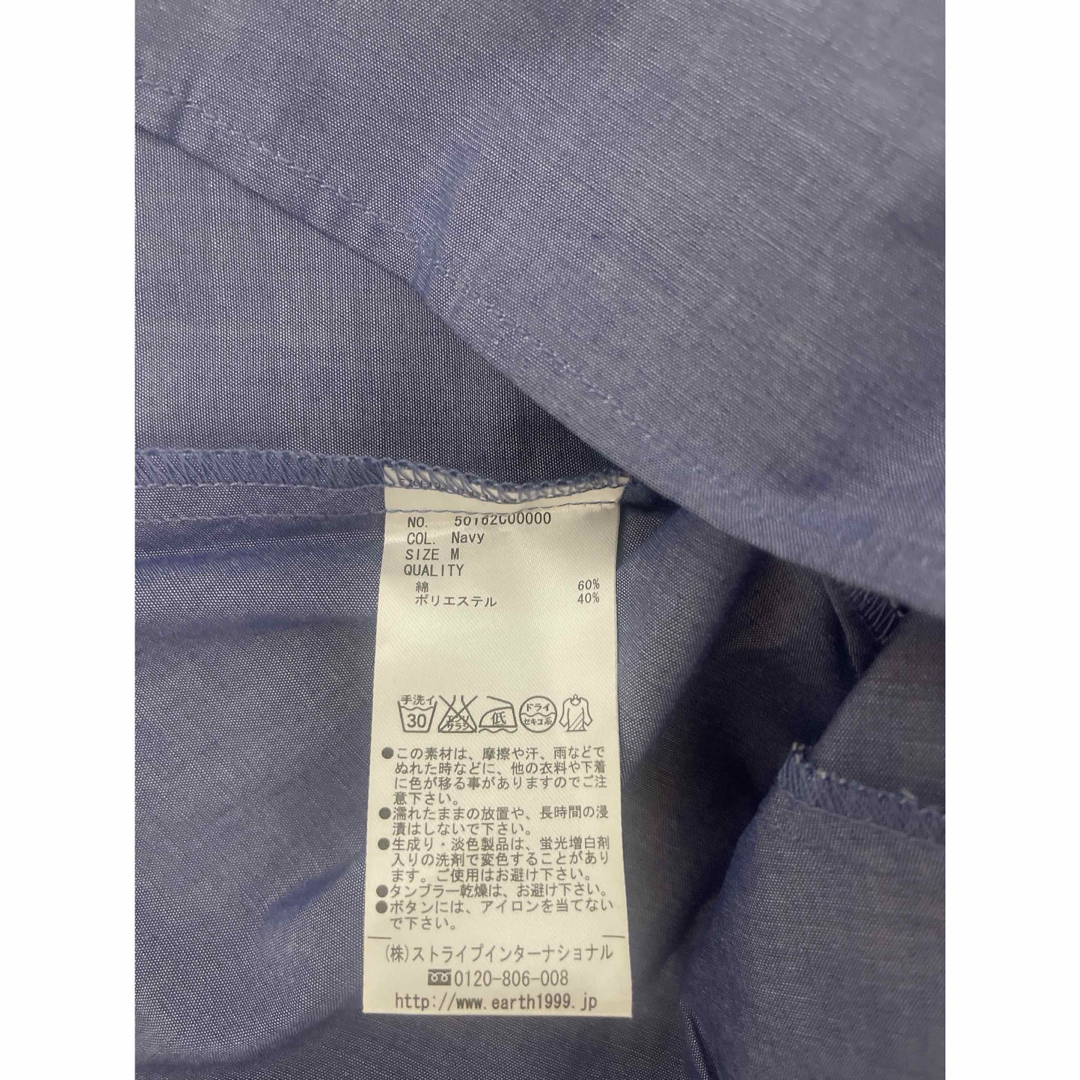 NO. 50162C00000
COL. Navy
SIZE M
QUALITY
綿 60%
ポリエステル 40%
手洗イ
30
エンソ
サラシ
低
ドライ
セキユ系
●この素材は、摩擦や汗、雨などで
ぬれた時などに、他の衣料や下着
に色が移る事がありますのでご注
意下さい。
●濡れたままの放置や、長時間の浸
漬はしないで下さい。
●生成り・淡色製品は、蛍光増白剤
入りの洗剤で変色することがあり
ます。ご使用はお避け下さい。
●タンブラー乾燥は、お避け下さい。
●ボタンには、アイロンを当てない
で下さい。
(株)ストライプインターナショナル
0120-806-008
http://www.earth1999.jp